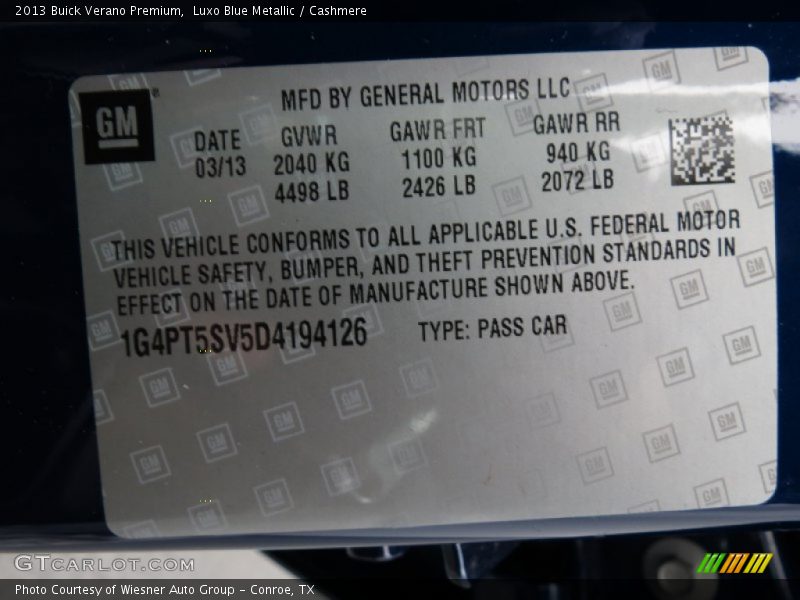 2013 Buick Verano Premium, Luxo Blue Metallic / Cashmere
GM
MFD BY GENERAL MOTORS LLC
DATE GVWR GAWR FRT GAWR RR
03/13 2040 KG 1100 KG 940 KG
4498 LB 2426 LB 2072 LB
THIS VEHICLE CONFORMS TO ALL APPLICABLE U.S. FEDERAL MOTOR
VEHICLE SAFETY, BUMPER, AND THEFT PREVENTION STANDARDS IN
EFFECT ON THE DATE OF MANUFACTURE SHOWN ABOVE.
1G4PT5SV5D4194126 TYPE: PASS CAR
GTCARLOT.COM
Photo Courtesy of Wiesner Auto Group - Conroe, TX